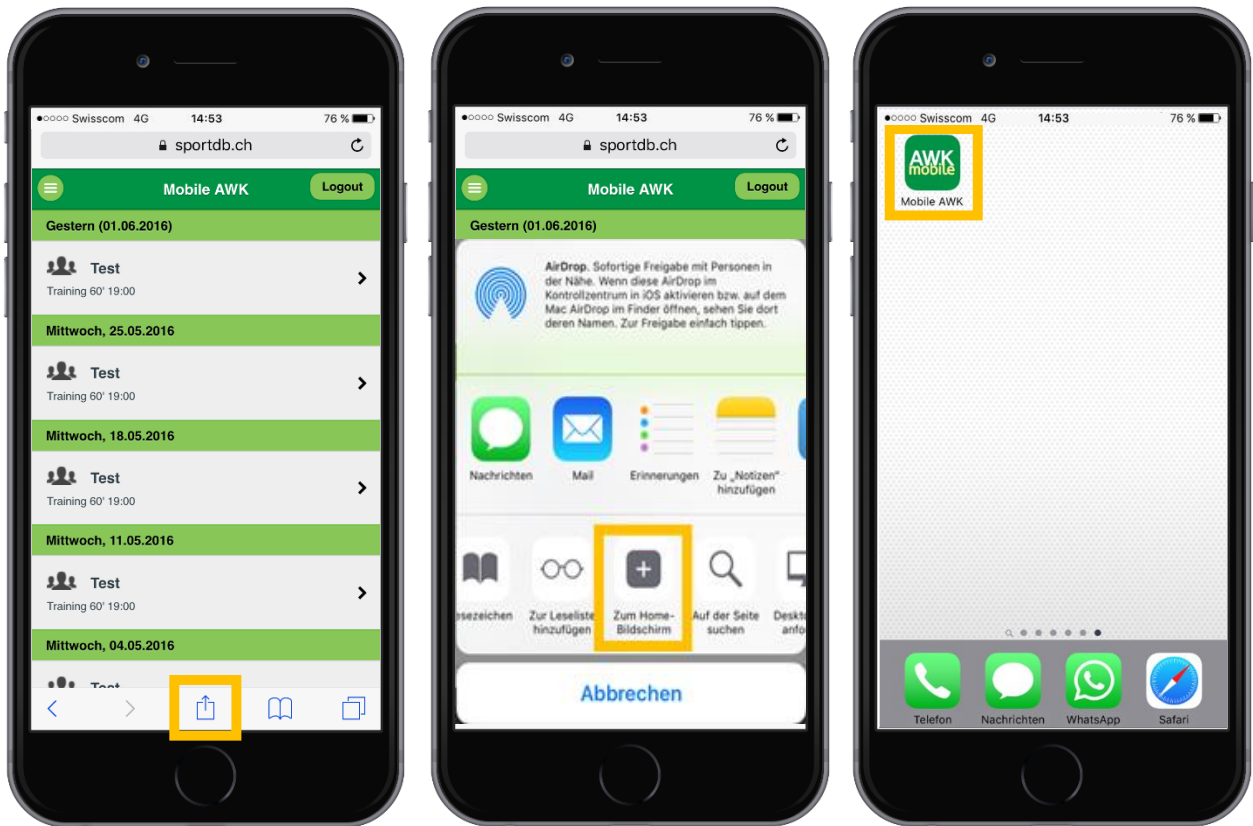 Swisscom 4G 14:53 76 %
sportdb.ch
Mobile AWK Logout
Gestern (01.06.2016)
Test
Training 60' 19:00
Mittwoch, 25.05.2016
Test
Training 60' 19:00
Mittwoch, 18.05.2016
Test
Training 60' 19:00
Mittwoch, 11.05.2016
Test
Training 60' 19:00
Mittwoch, 04.05.2016
Test
Swisscom 4G 14:53 76 %
sportdb.ch
Mobile AWK Logout
Gestern (01.06.2016)
AirDrop. Sofortige Freigabe mit Personen in
der Nähe. Wenn diese AirDrop im
Kontrollzentrum in iOS aktivieren bzw. auf dem
Mac AirDrop im Finder öffnen, sehen Sie dort
deren Namen. Zur Freigabe einfach tippen.
Nachrichten Mail Erinnerungen Zu „Notizen“
hinzufügen
esezeichen Zur Leseliste Zum Home- Auf der Seite Deskt
hinzufügen Bildschirm suchen anfo
Abbrechen
Swisscom 4G 14:53 76 %
AWK
mobile
Mobile AWK
Telefon Nachrichten WhatsApp Safari